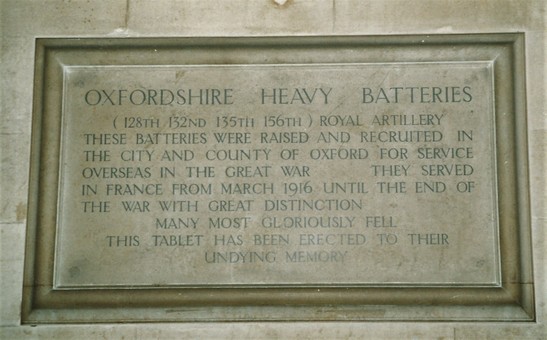 OXFORDSHIRE HEAVY BATTERIES
( 128TH 132ND 135TH 156TH ) ROYAL ARTILLERY
THESE BATTERIES WERE RAISED AND RECRUITED IN
THE CITY AND COUNTY OF OXFORD FOR SERVICE
OVERSEAS IN THE GREAT WAR THEY SERVED
IN FRANCE FROM MARCH 1916 UNTIL THE END OF
THE WAR WITH GREAT DISTINCTION
MANY MOST GLORIOUSLY FELL
THIS TABLET HAS BEEN ERECTED TO THEIR
UNDYING MEMORY